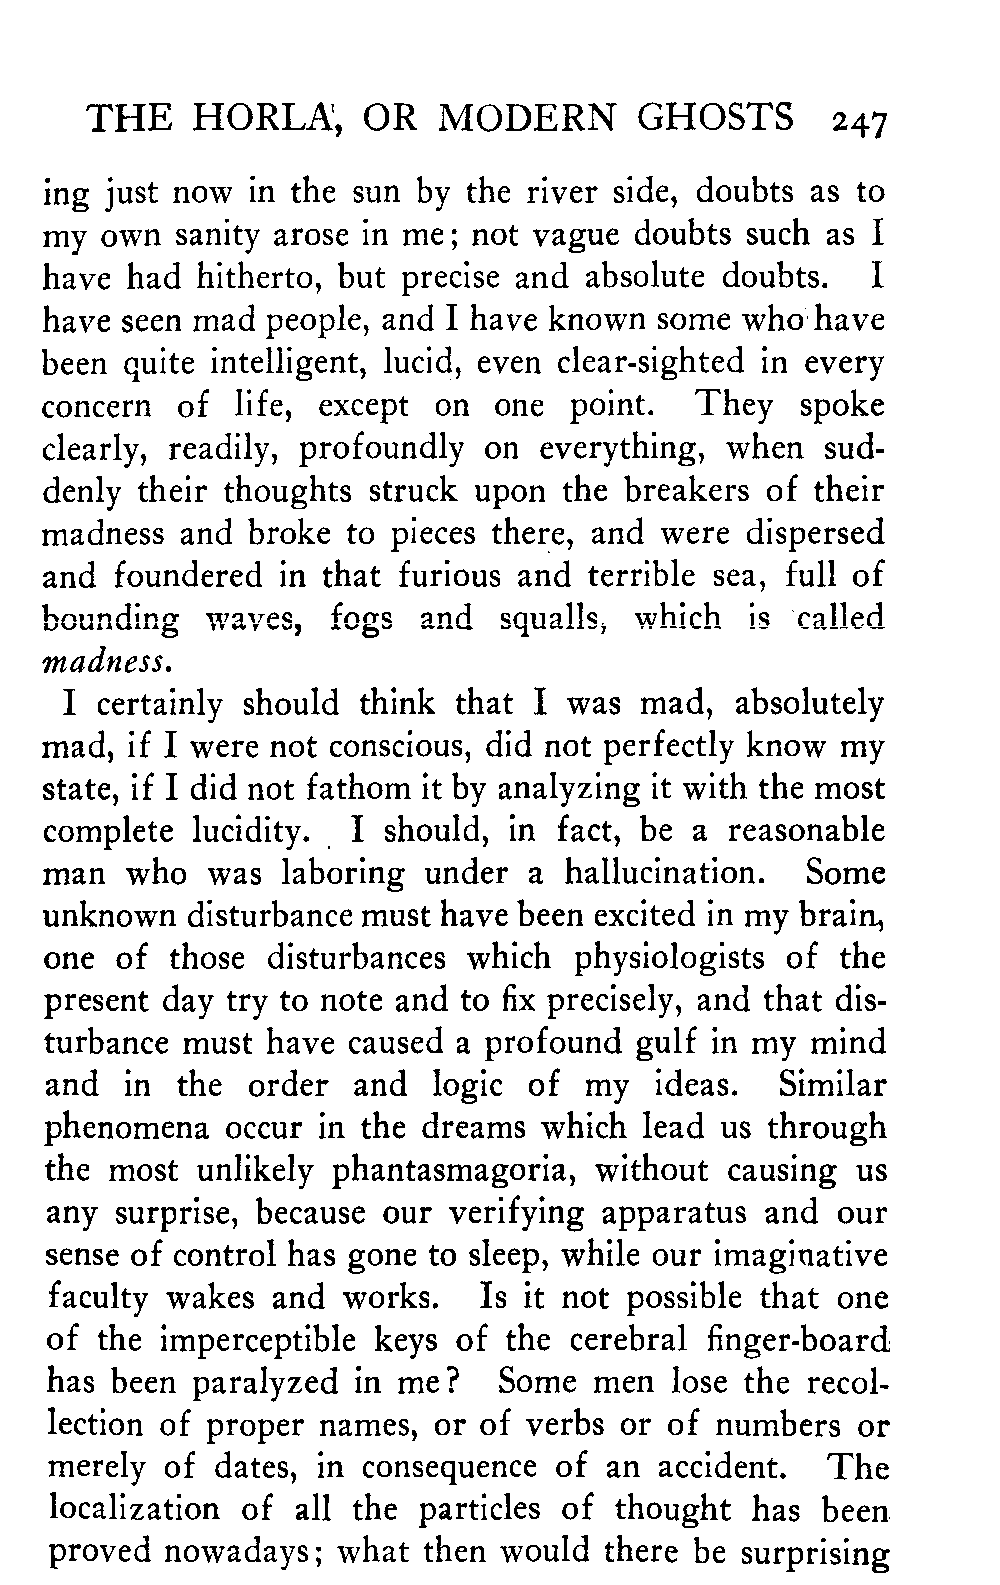 THE HORLA, OR MODERN GHOSTS 247
ing just now in the sun by the river side, doubts as to
my own sanity arose in me; not vague doubts such as I
have had hitherto, but precise and absolute doubts. I
have seen mad people, and I have known some who have
been quite intelligent, lucid, even clear-sighted in every
concern of life, except on one point. They spoke
clearly, readily, profoundly on everything, when sud-
denly their thoughts struck upon the breakers of their
madness and broke to pieces there, and were dispersed
and foundered in that furious and terrible sea, full of
bounding waves, fogs and squalls, which is called
madness.
I certainly should think that I was mad, absolutely
mad, if I were not conscious, did not perfectly know my
state, if I did not fathom it by analyzing it with the most
complete lucidity. I should, in fact, be a reasonable
man who was laboring under a hallucination. Some
unknown disturbance must have been excited in my brain,
one of those disturbances which physiologists of the
present day try to note and to fix precisely, and that dis-
turbance must have caused a profound gulf in my mind
and in the order and logic of my ideas. Similar
phenomena occur in the dreams which lead us through
the most unlikely phantasmagoria, without causing us
any surprise, because our verifying apparatus and our
sense of control has gone to sleep, while our imaginative
faculty wakes and works. Is it not possible that one
of the imperceptible keys of the cerebral finger-board
has been paralyzed in me? Some men lose the recol-
lection of proper names, or of verbs or of numbers or
merely of dates, in consequence of an accident. The
localization of all the particles of thought has been
proved nowadays; what then would there be surprising